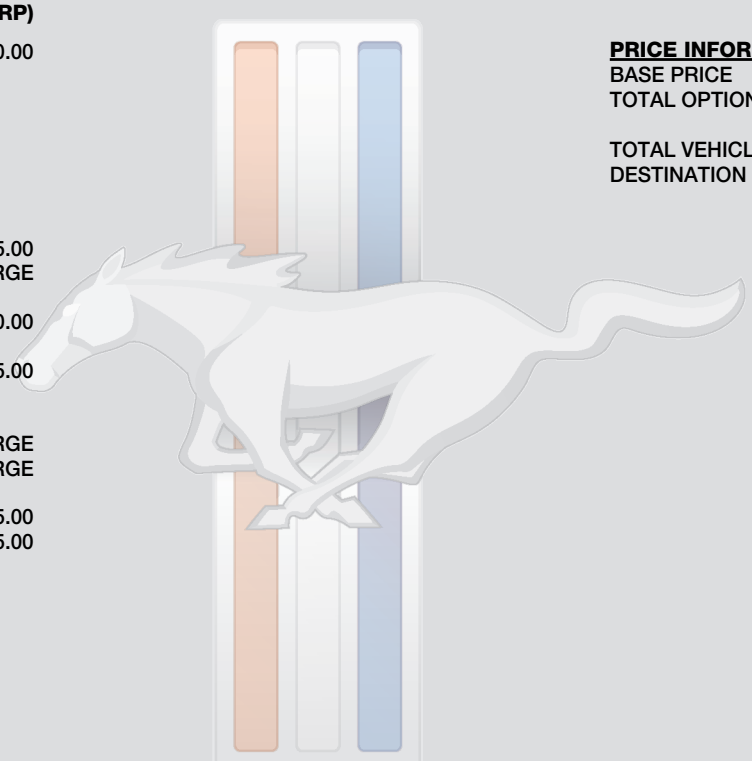 RP)
0.00
5.00
RGE
0.00
5.00
RGE
RGE
5.00
5.00
PRICE INFOR
BASE PRICE
TOTAL OPTION
TOTAL VEHICL
DESTINATION